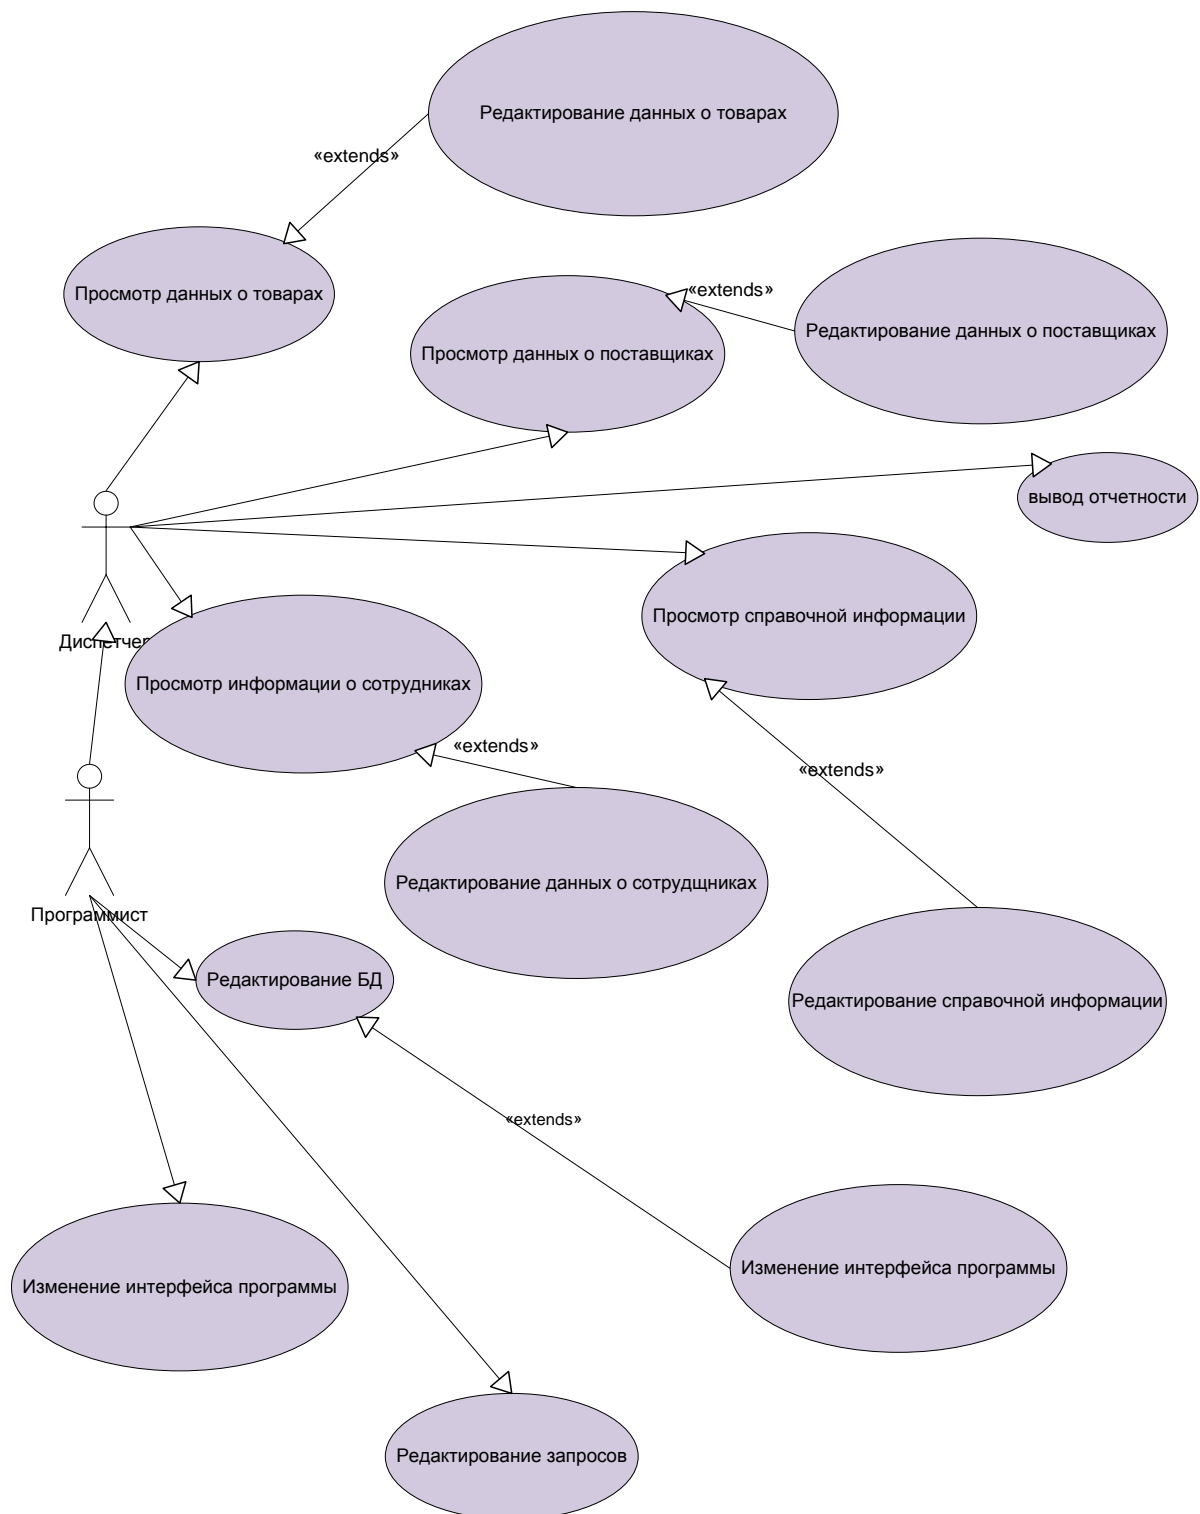 Редактирование данных о товарах
«extends»
Просмотр данных о товарах
«extends»
Редактирование данных о поставщиках
Просмотр данных о поставщиках
вывод отчетности
Просмотр справочной информации
Диспетчер
Просмотр информации о сотрудниках
«extends»
«extends»
Редактирование данных о сотрудщниках
Программист
Редактирование БД
Редактирование справочной информации
«extends»
Изменение интерфейса программы
Изменение интерфейса программы
Редактирование запросов